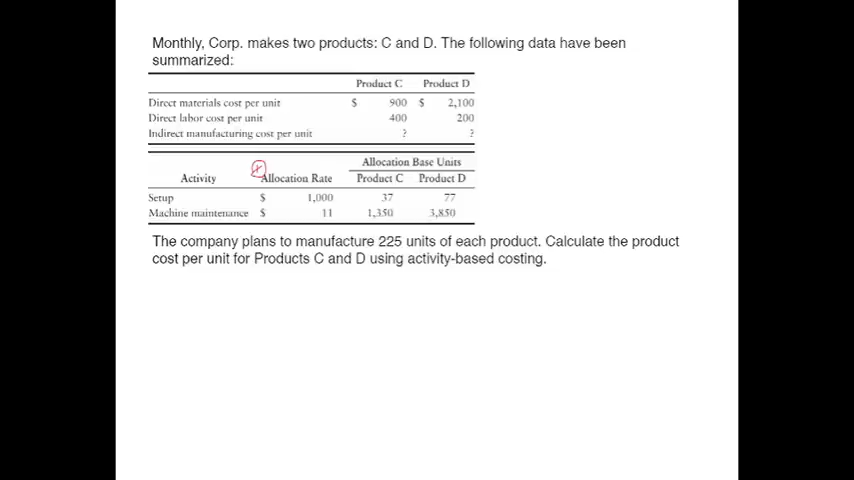 Monthly, Corp. makes two products: C and D. The following data have been
summarized:
Product C Product D
Direct materials cost per unit $ 900 $ 2,100
Direct labor cost per unit 400 200
Indirect manufacturing cost per unit ? ?
Allocation Base Units
Activity Allocation Rate Product C Product D
Setup $ 1,000 37 77
Machine maintenance $ 11 1,350 3,850
The company plans to manufacture 225 units of each product. Calculate the product
cost per unit for Products C and D using activity-based costing.